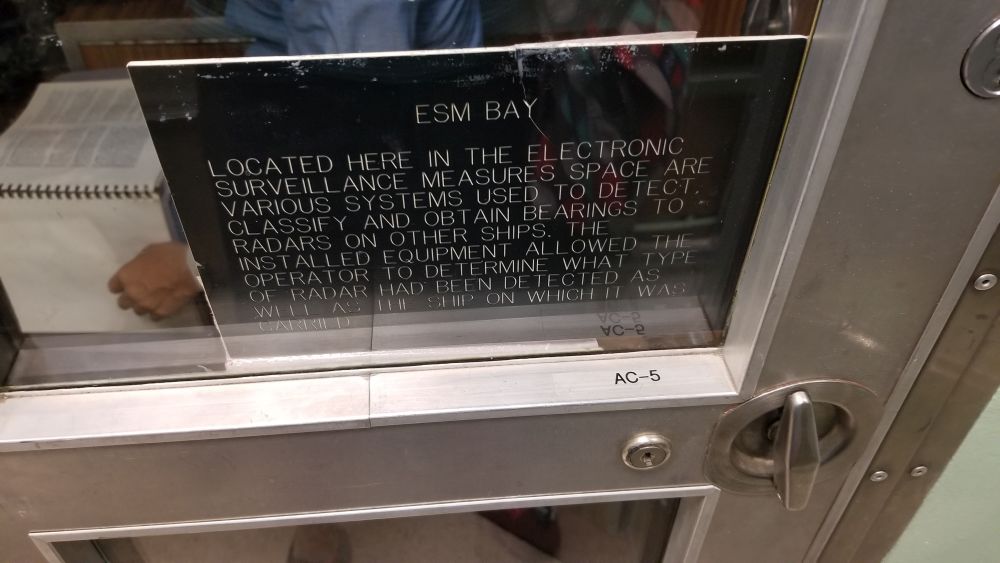 ESM BAY
LOCATED HERE IN THE ELECTRONIC
SURVEILLANCE MEASURES SPACE ARE
VARIOUS SYSTEMS USED TO DETECT,
CLASSIFY AND OBTAIN BEARINGS TO
RADARS ON OTHER SHIPS. THE
INSTALLED EQUIPMENT ALLOWED THE
OPERATOR TO DETERMINE WHAT TYPE
OF RADAR HAD BEEN DETECTED AS
WELL AS THE SHIP ON WHICH IT WAS
CARRIED
AC-5